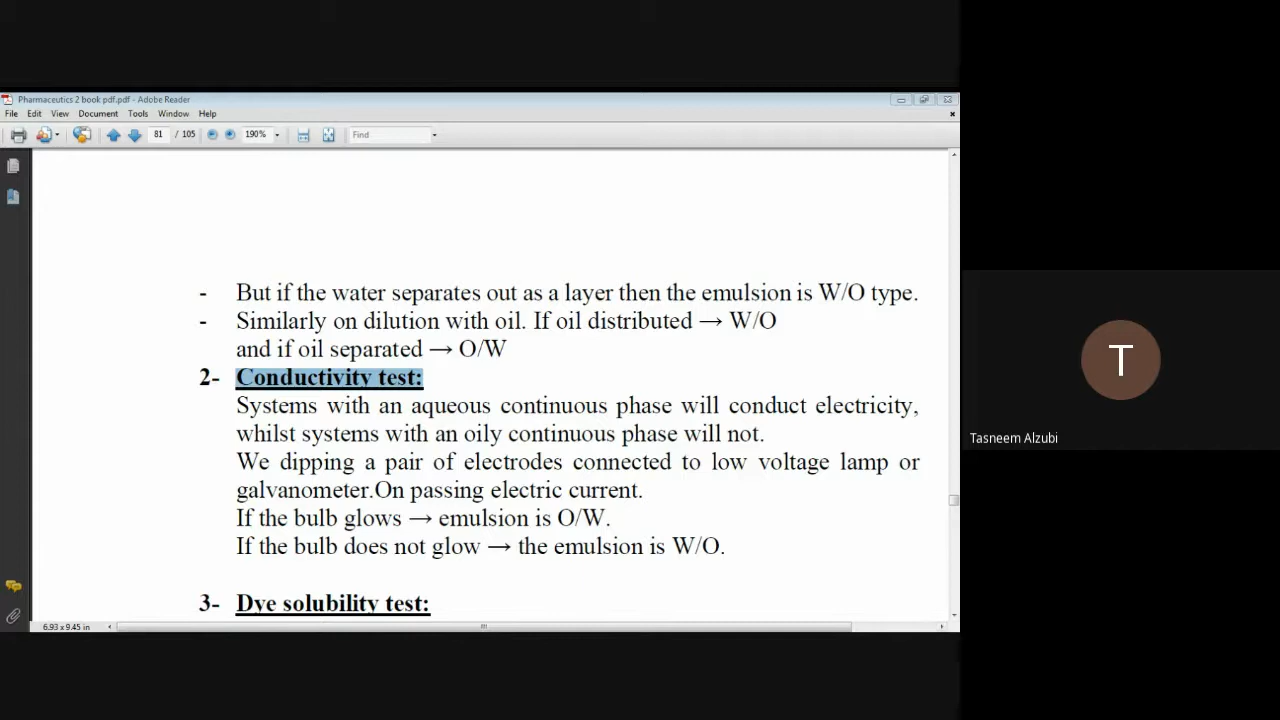 Pharmaceutics 2 book pdf.pdf - Adobe Reader
File Edit View Document Tools Window Help
81 / 105 190% Find
- But if the water separates out as a layer then the emulsion is W/O type.
- Similarly on dilution with oil. If oil distributed → W/O
and if oil separated → O/W
2- Conductivity test:
Systems with an aqueous continuous phase will conduct electricity,
whilst systems with an oily continuous phase will not.
We dipping a pair of electrodes connected to low voltage lamp or
galvanometer.On passing electric current.
If the bulb glows → emulsion is O/W.
If the bulb does not glow → the emulsion is W/O.
3- Dye solubility test:
6.93 x 9.45 in
T
Tasneem Alzubi